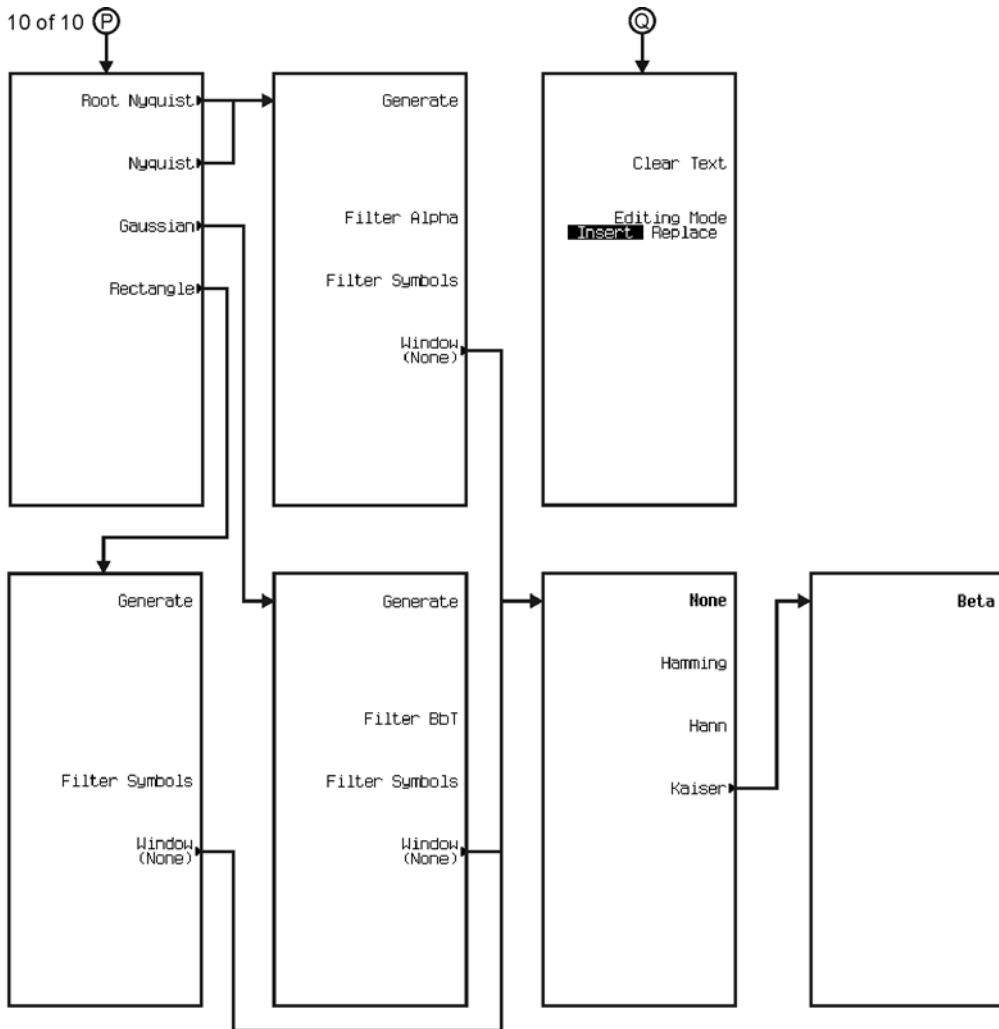 10 of 10 P
Q
Root Nyquist
Nyquist
Gaussian
Rectangle
Generate
Filter Alpha
Filter Symbols
Window
(None)
Clear Text
Editing Mode
Insert Replace
Generate
Filter Symbols
Window
(None)
Generate
Filter BbT
Filter Symbols
Window
(None)
None
Hamming
Hann
Kaiser
Beta